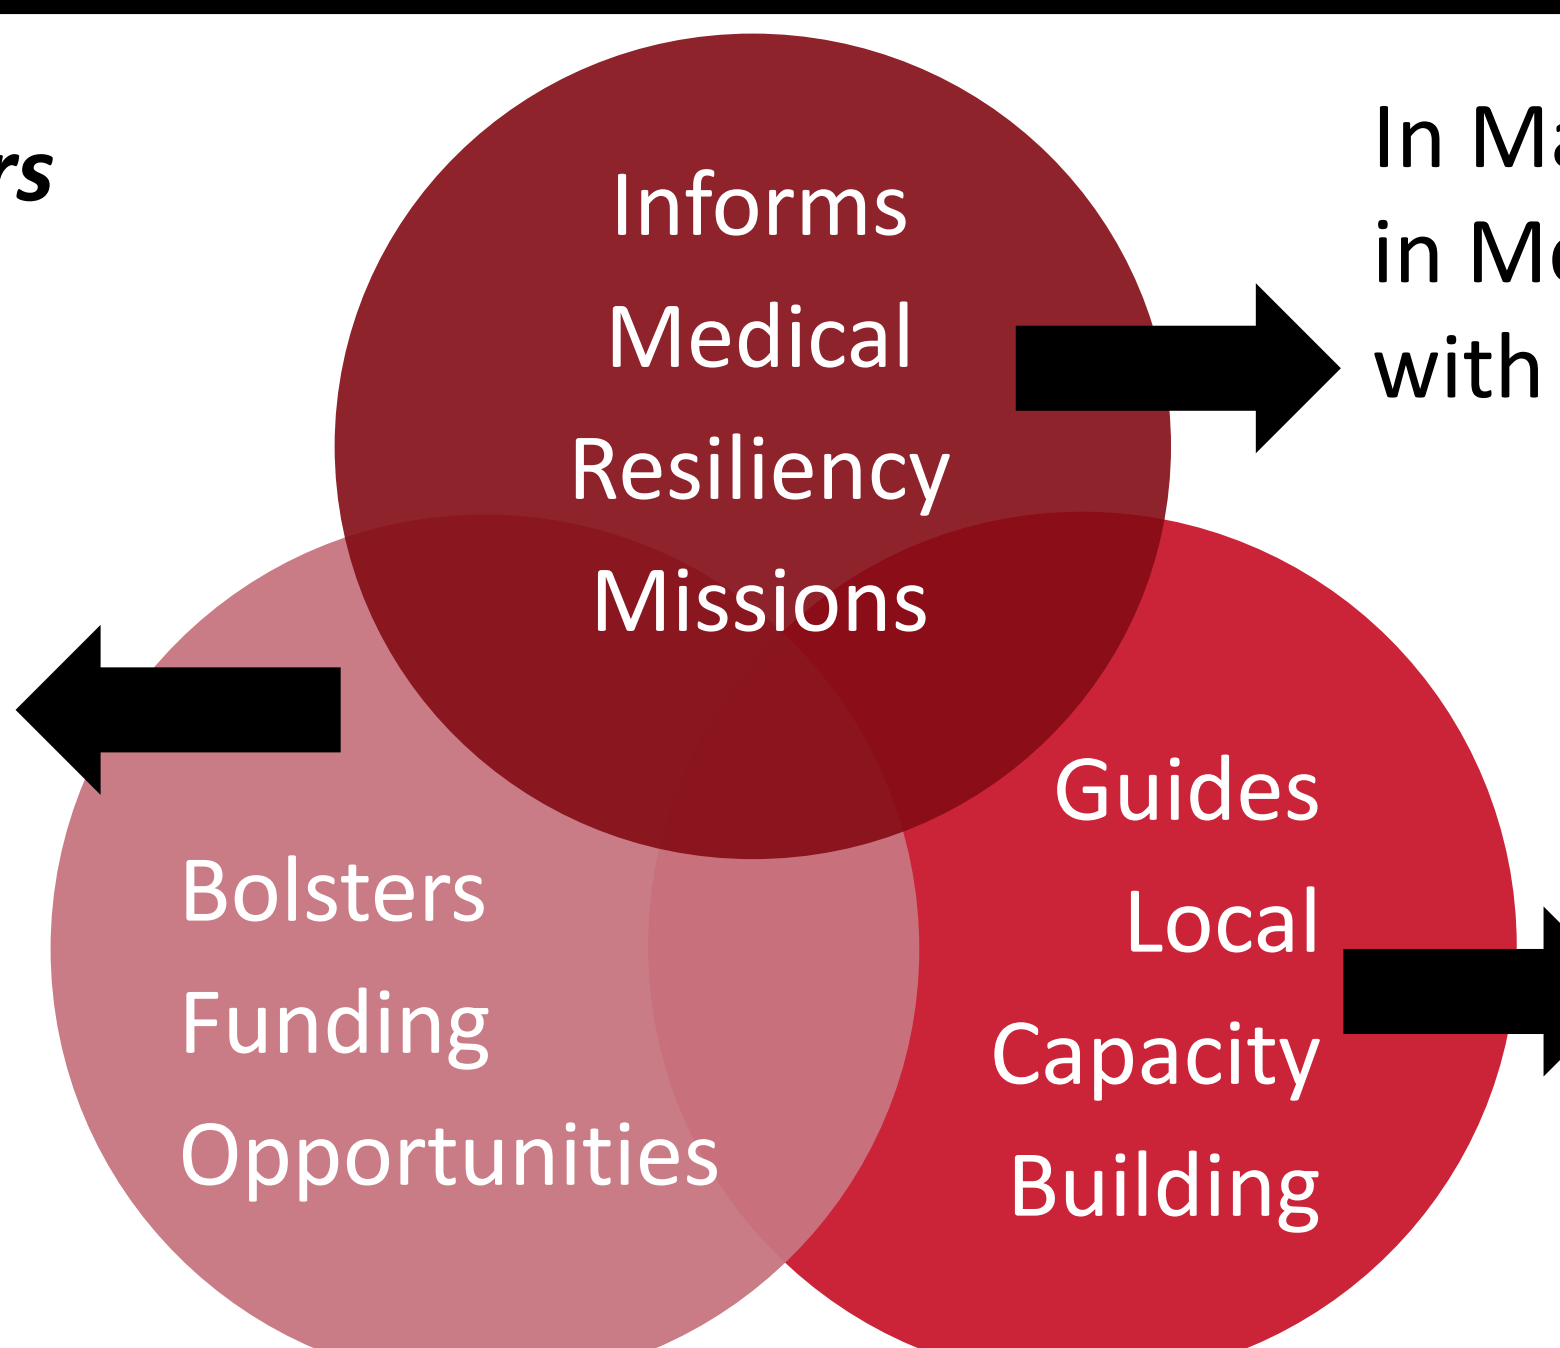 Informs
Medical
Resiliency
Missions
In
in
with
Bolsters
Funding
Opportunities
Guides
Local
Capacity
Building